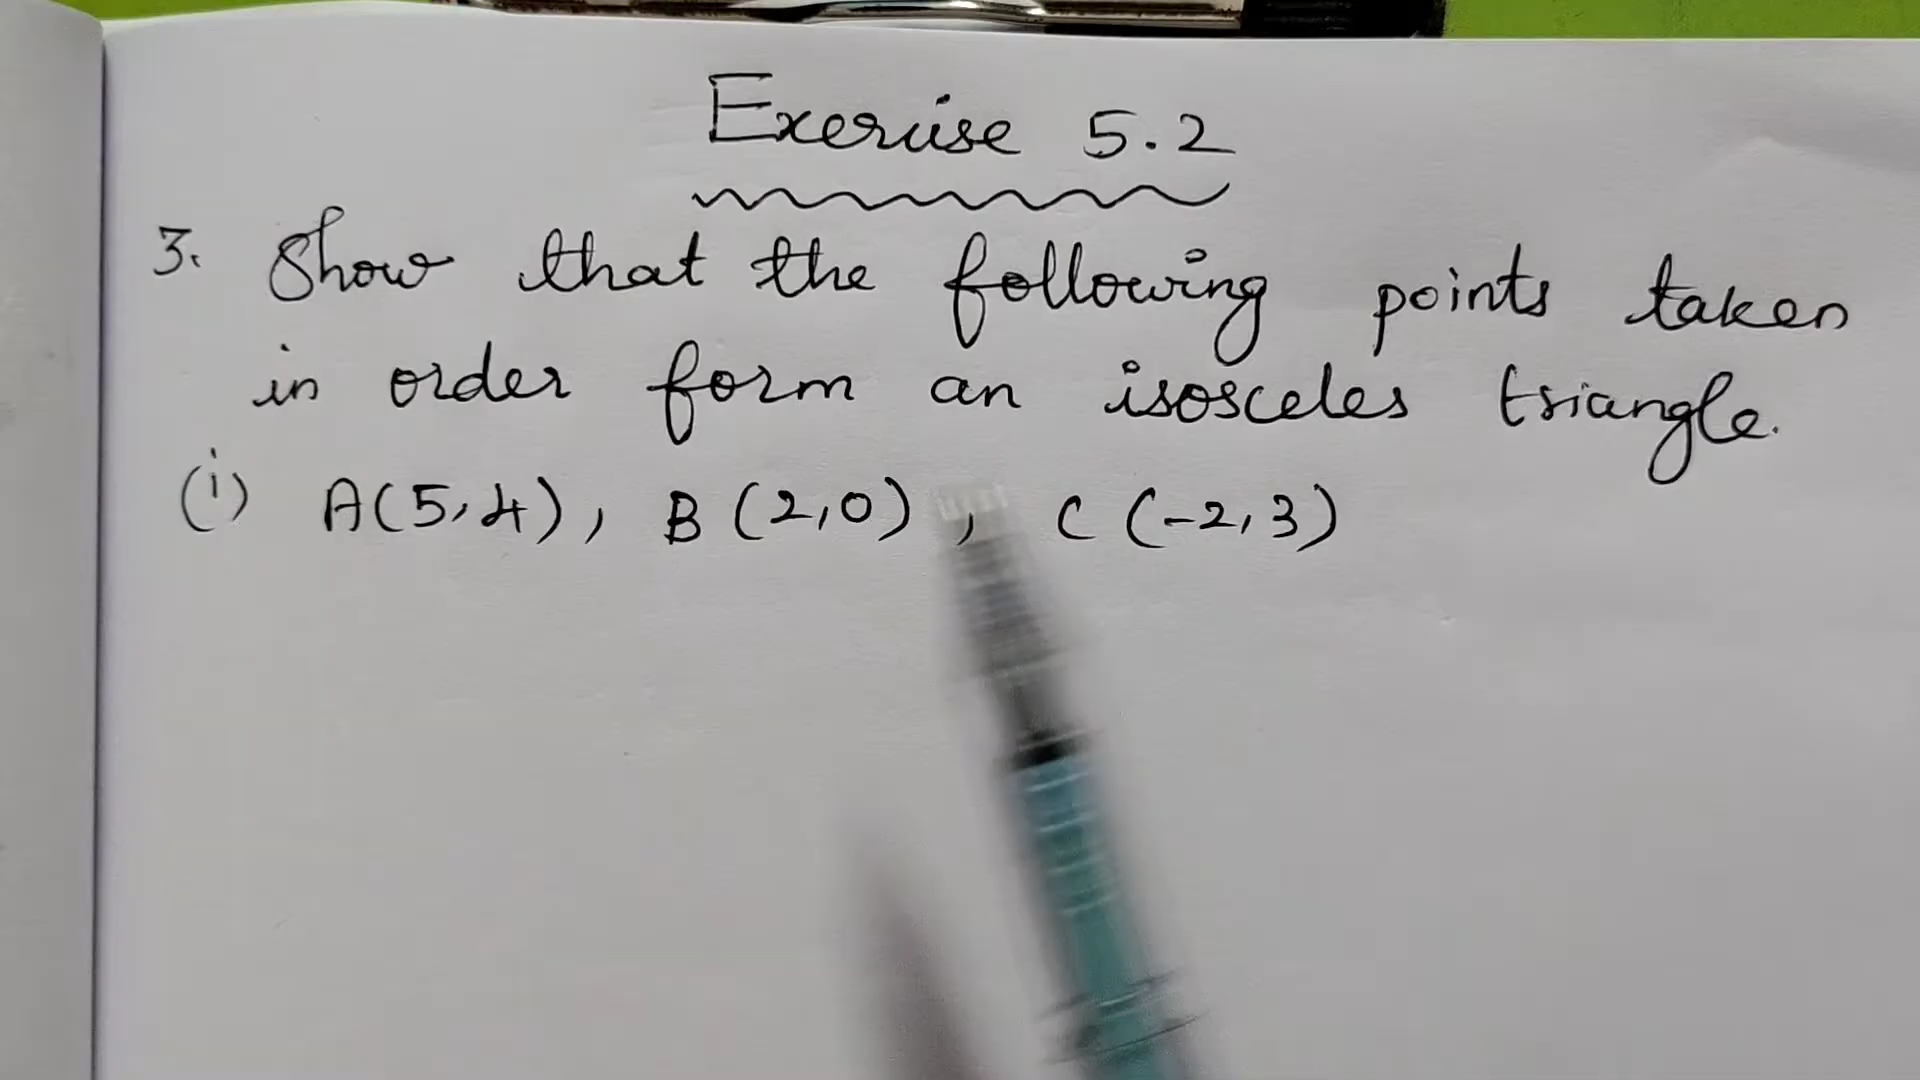 Exercise 5.2
3. Show that the following points taken
in order form an isosceles triangle.
(i) A(5,4), B(2,0), C(-2,3)